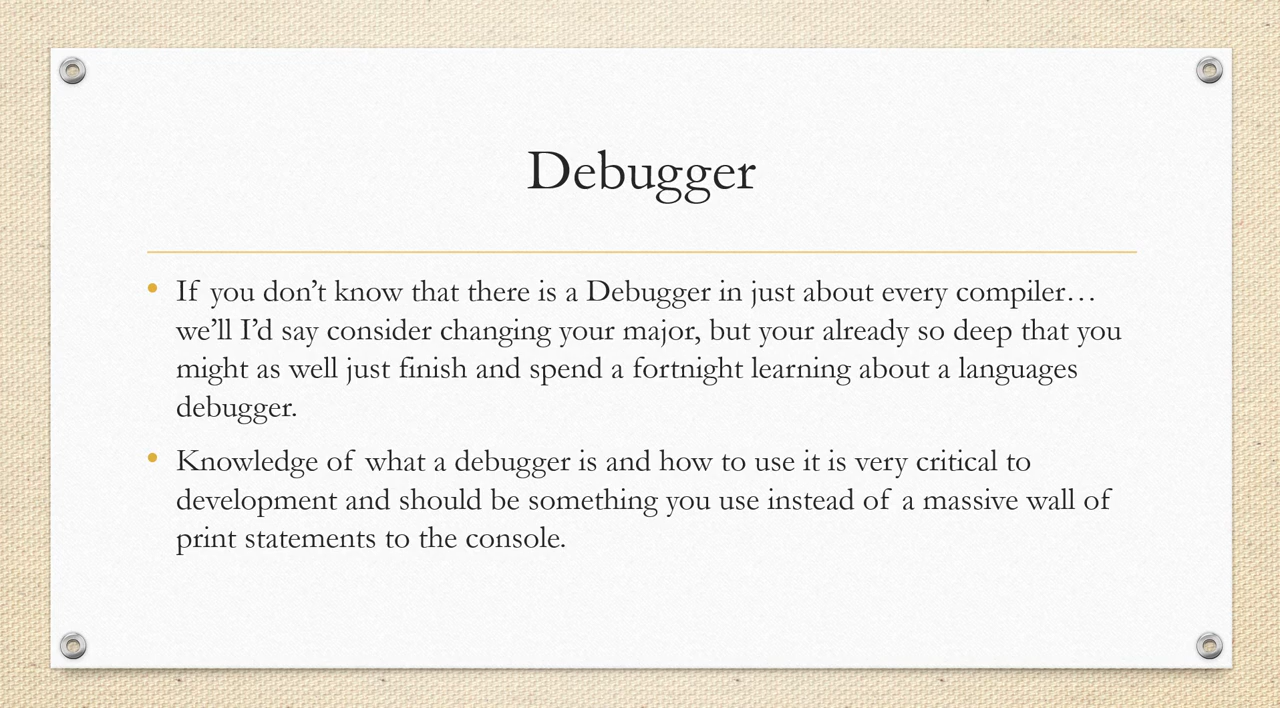 Debugger
• If you don’t know that there is a Debugger in just about every compiler…
we’ll I’d say consider changing your major, but your already so deep that you
might as well just finish and spend a fortnight learning about a languages
debugger.
• Knowledge of what a debugger is and how to use it is very critical to
development and should be something you use instead of a massive wall of
print statements to the console.